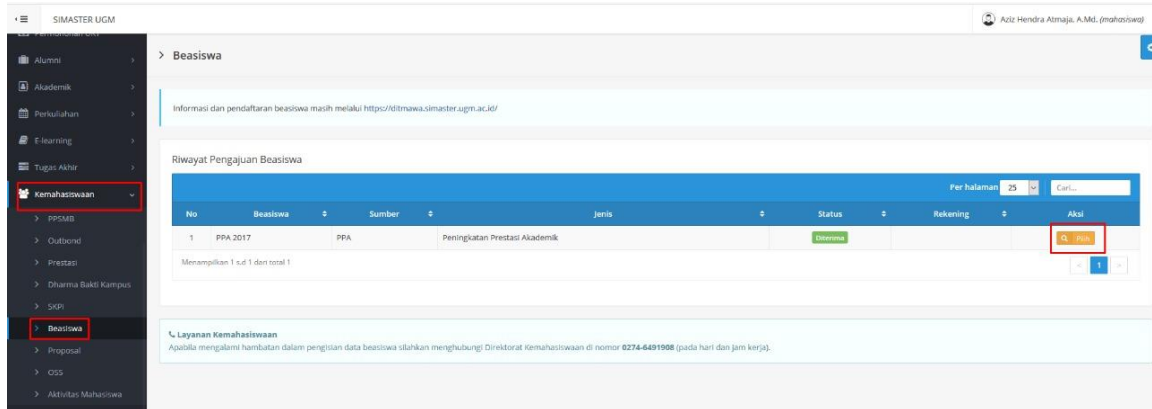 SIMASTER UGM
Aziz Hendra Atmaja, A.Md. (mahasiswa)
Alumni
Akademik
Perkuliahan
E-learning
Tugas Akhir
Kemahasiswaan
PPSMB
Outbond
Prestasi
Dharma Bakti Kampus
SKPI
Beasiswa
Proposal
OSS
Aktivitas Mahasiswa
Beasiswa
Informasi dan pendaftaran beasiswa masih melalui https://ditmawa.simaster.ugm.ac.id/
Riwayat Pengajuan Beasiswa
Per halaman 25 Cari...
No Beasiswa Sumber Jenis Status Rekening Aksi
1 PPA 2017 PPA Peningkatan Prestasi Akademik Diterima Pilih
Menampilkan 1 s.d 1 dari total 1
1
Layanan Kemahasiswaan
Apabila mengalami hambatan dalam pengisian data beasiswa silahkan menghubungi Direktorat Kemahasiswaan di nomor 0274-6491908 (pada hari dan jam kerja).